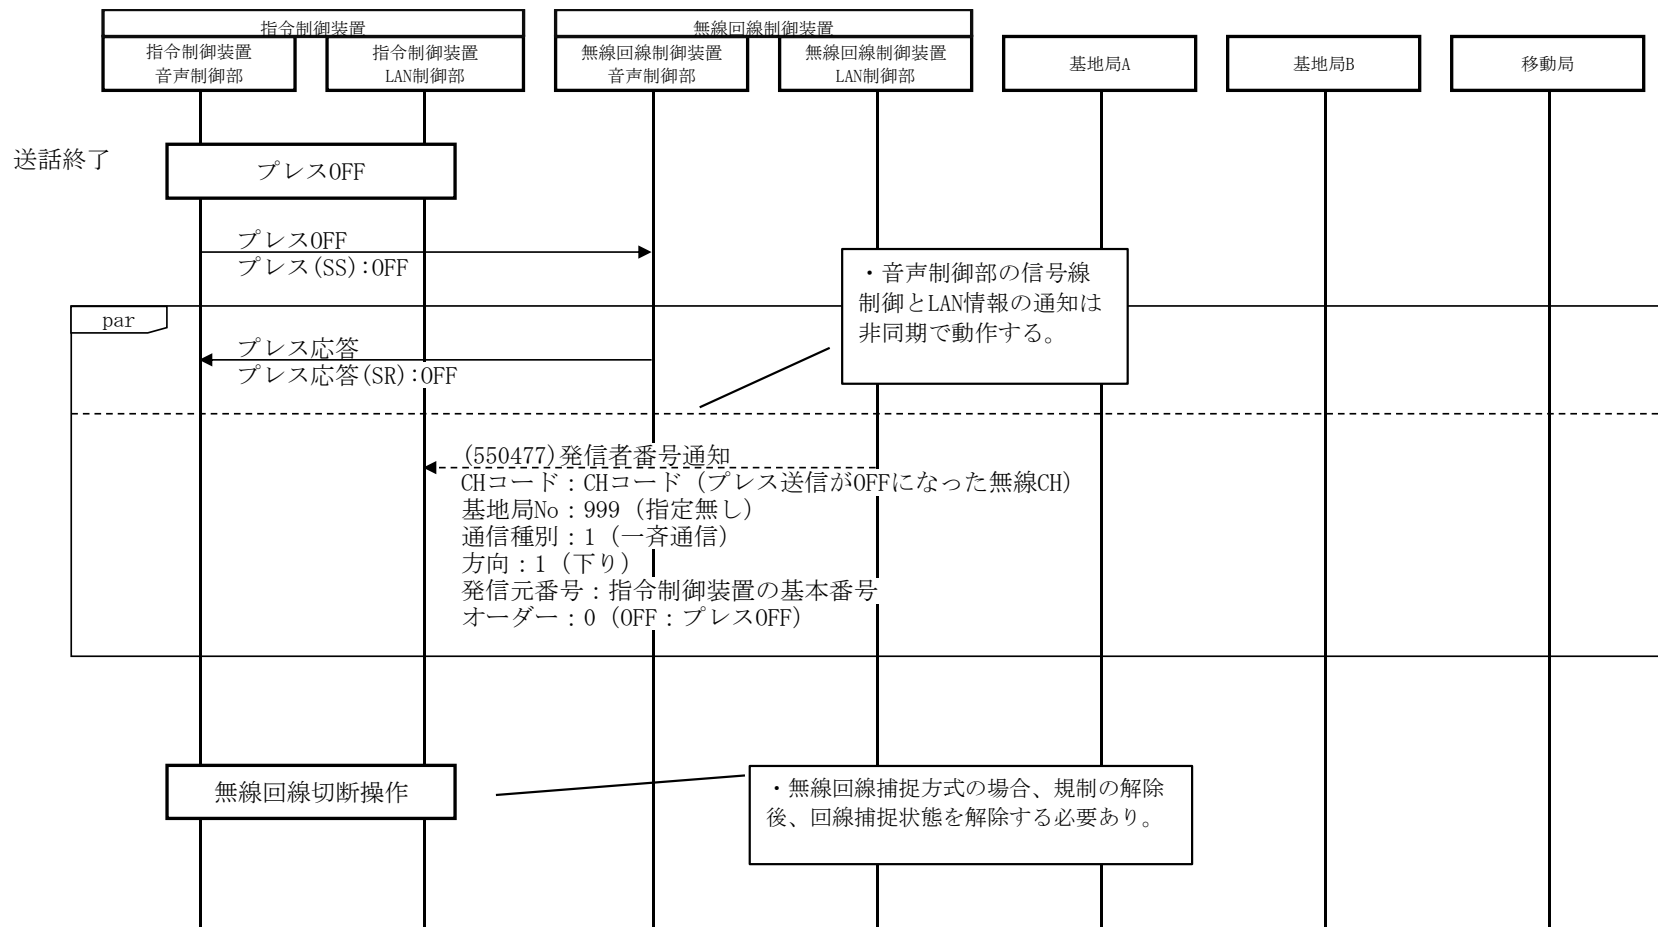 指令制御装置
無線回線制御装置
指令制御装置
音声制御部
指令制御装置
LAN制御部
無線回線制御装置
音声制御部
無線回線制御装置
LAN制御部
基地局A
基地局B
移動局
送話終了
プレスOFF
プレスOFF
プレス(SS):OFF
・音声制御部の信号線
制御とLAN情報の通知は
非同期で動作する。
par
プレス応答
プレス応答(SR):OFF
(550477)発信者番号通知
CHコード：CHコード（プレス送信がOFFになった無線CH）
基地局No：999（指定無し）
通信種別：1（一斉通信）
方向：1（下り）
発信元番号：指令制御装置の基本番号
オーダー：0（OFF：プレスOFF）
無線回線切断操作
・無線回線捕捉方式の場合、規制の解除
後、回線捕捉状態を解除する必要あり。